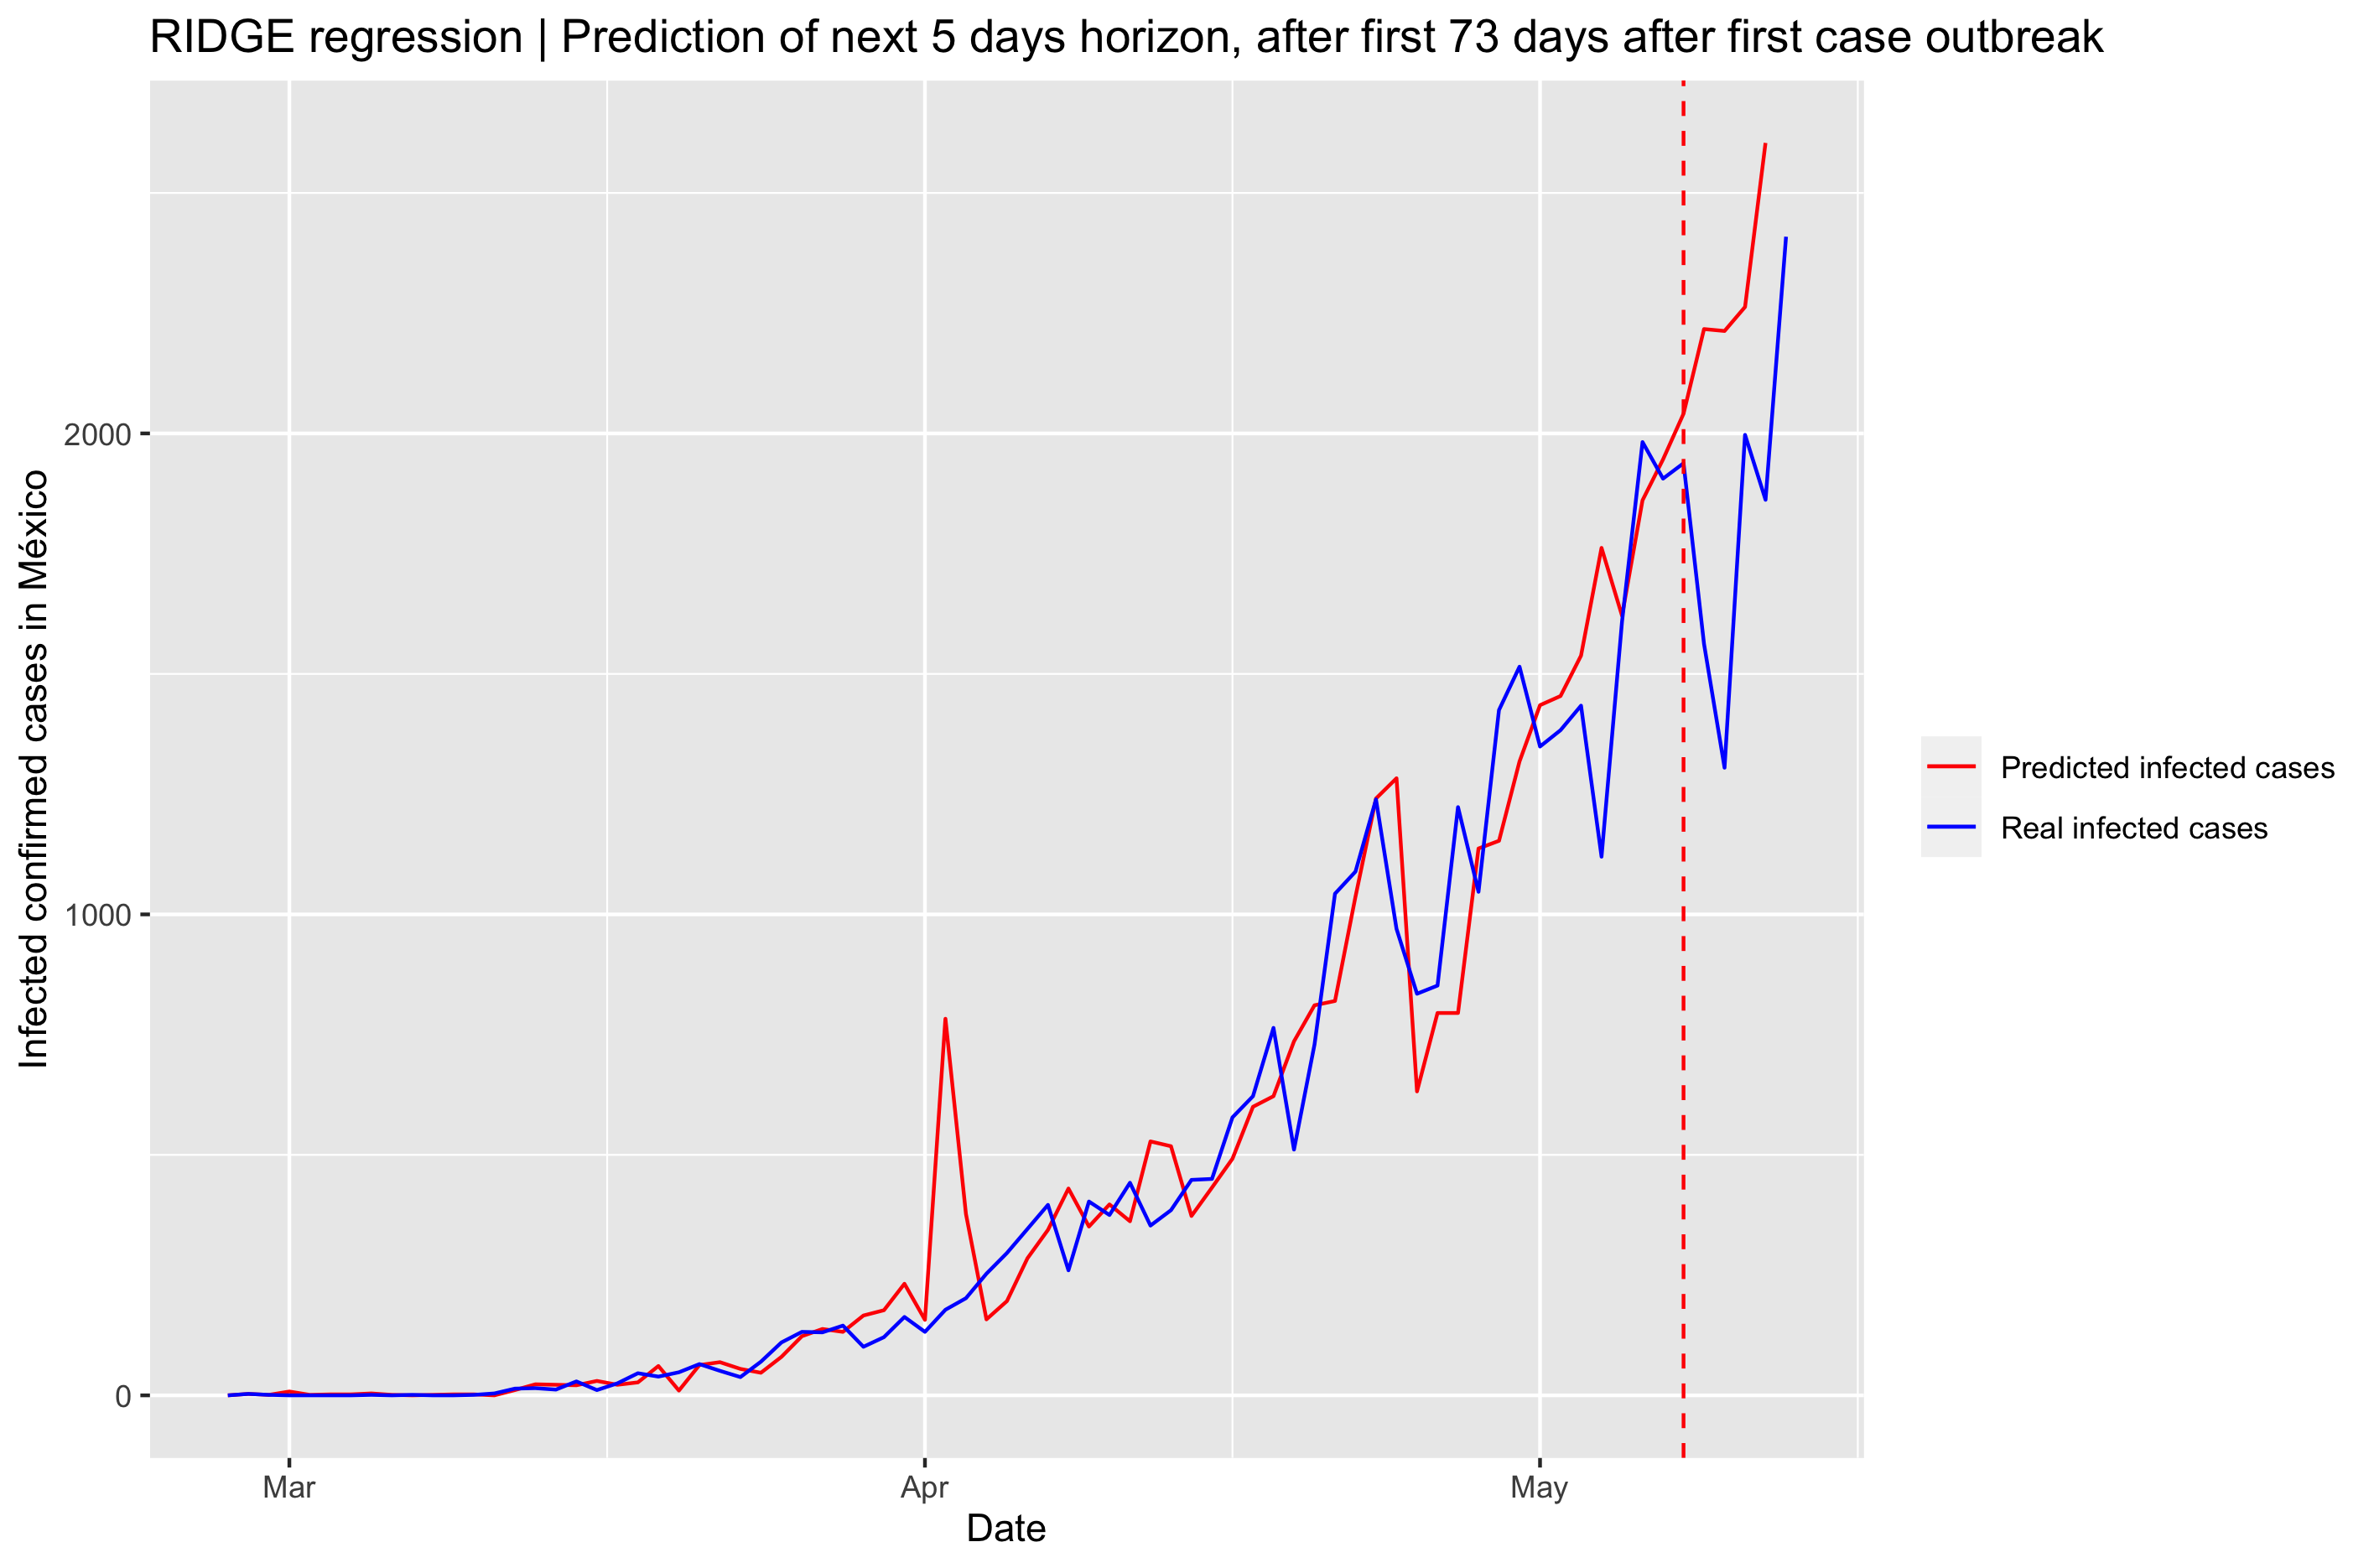 RIDGE regression | Prediction of next 5 days horizon, after first 73 days after first case outbreak
Infected confirmed cases in México
2000
1000
0
Mar
Apr
May
Date
Predicted infected cases
Real infected cases